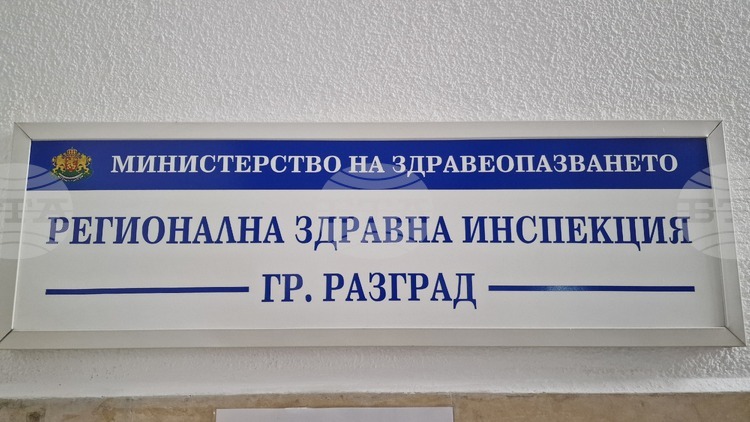 МИНИСТЕРСТВО НА ЗДРАВЕОПАЗВАНЕТО
РЕГИОНАЛНА ЗДРАВНА ИНСПЕКЦИЯ
ГР. РАЗГРАД